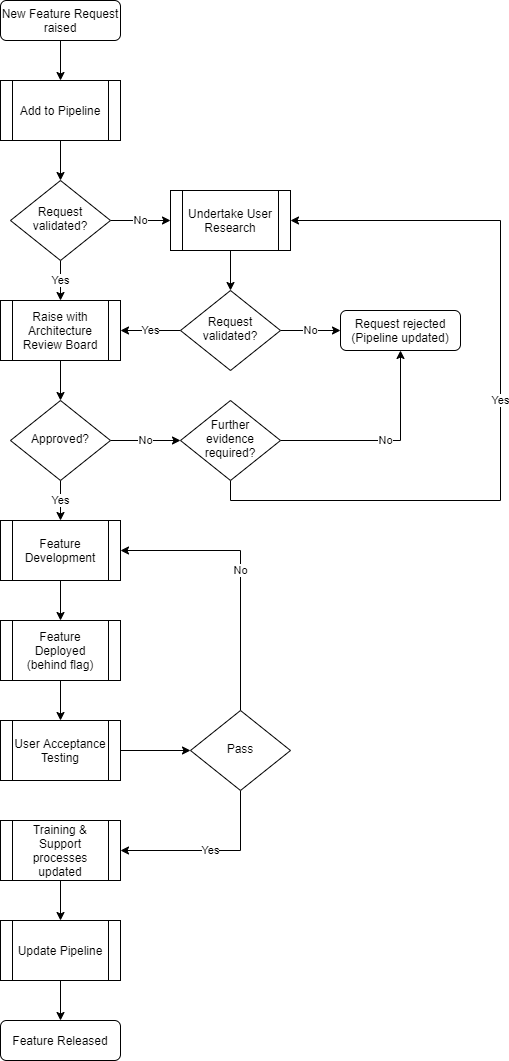 New Feature Request
raised
Add to Pipeline
Request
validated?
No
Undertake User
Research
Yes
Raise with
Architecture
Review Board
Yes
Request
validated?
No
Request rejected
(Pipeline updated)
Yes
Approved?
No
Further
evidence
required?
No
Yes
Feature
Development
No
Feature
Deployed
(behind flag)
User Acceptance
Testing
Pass
Training &
Support
processes
updated
Yes
Update Pipeline
Feature Released